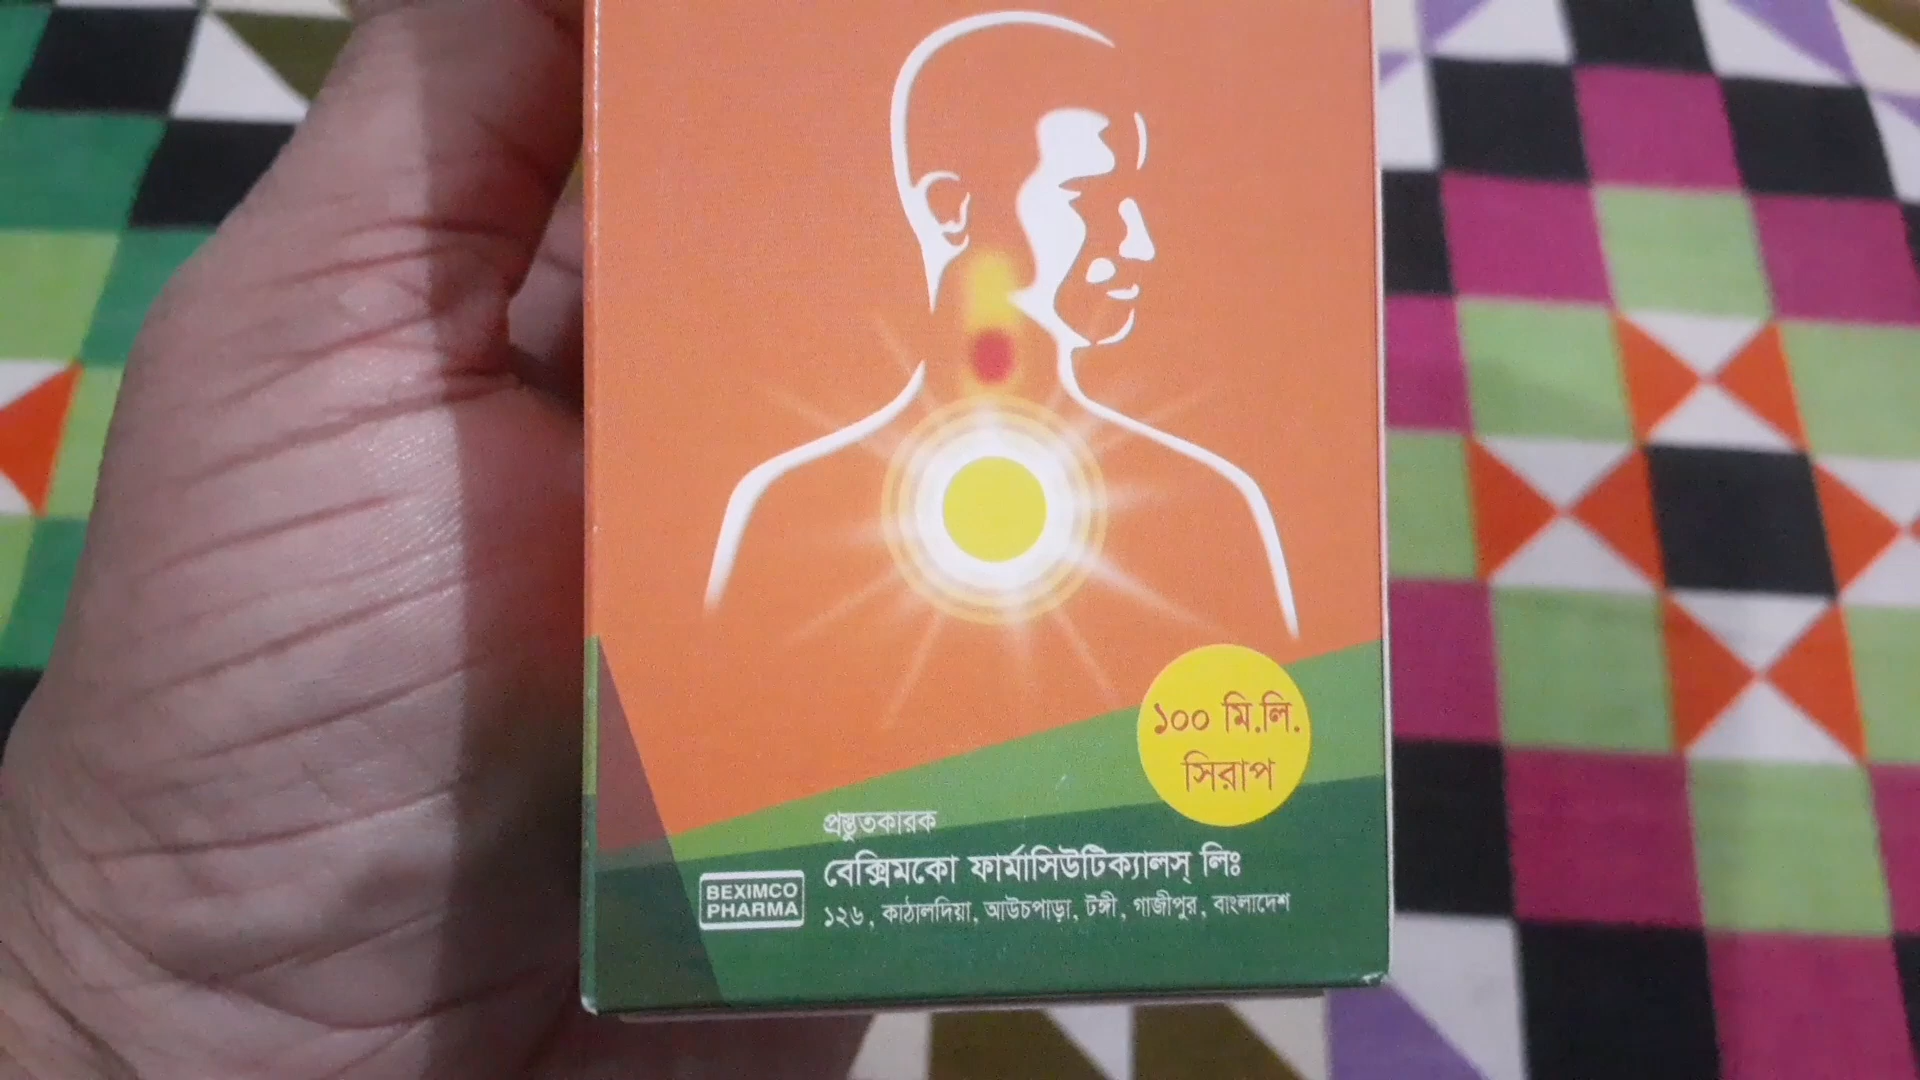 ১০০ মি.লি.
সিরাপ
প্রস্তুতকারক
বেক্সিমকো ফার্মাসিউটিক্যালস্ লিঃ
১২৬, কাঠালদিয়া, আউচপাড়া, টঙ্গী, গাজীপুর, বাংলাদেশ
BEXIMCO
PHARMA